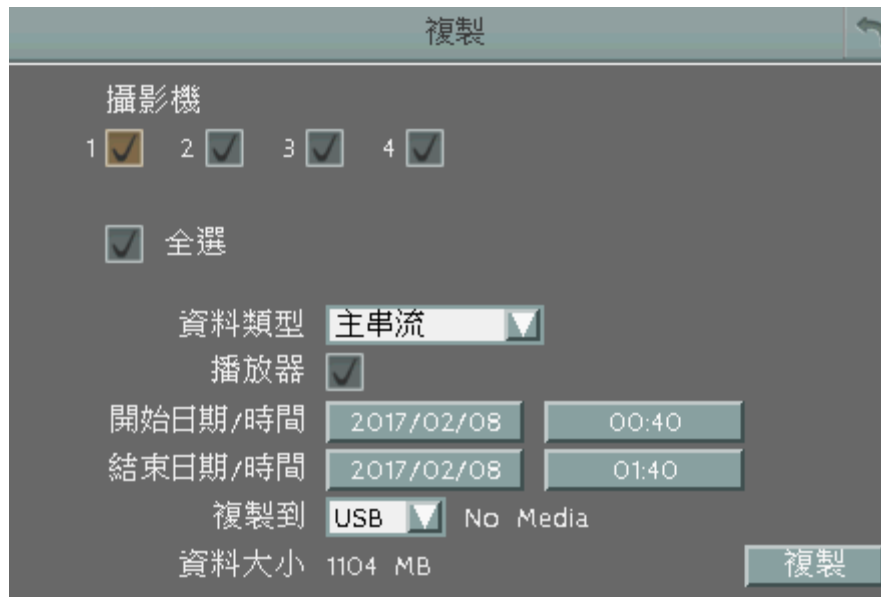 複製
攝影機
1 2 3 4
全選
資料類型 主串流
播放器
開始日期/時間 2017/02/08 00:40
結束日期/時間 2017/02/08 01:40
複製到 USB No Media
資料大小 1104 MB 複製